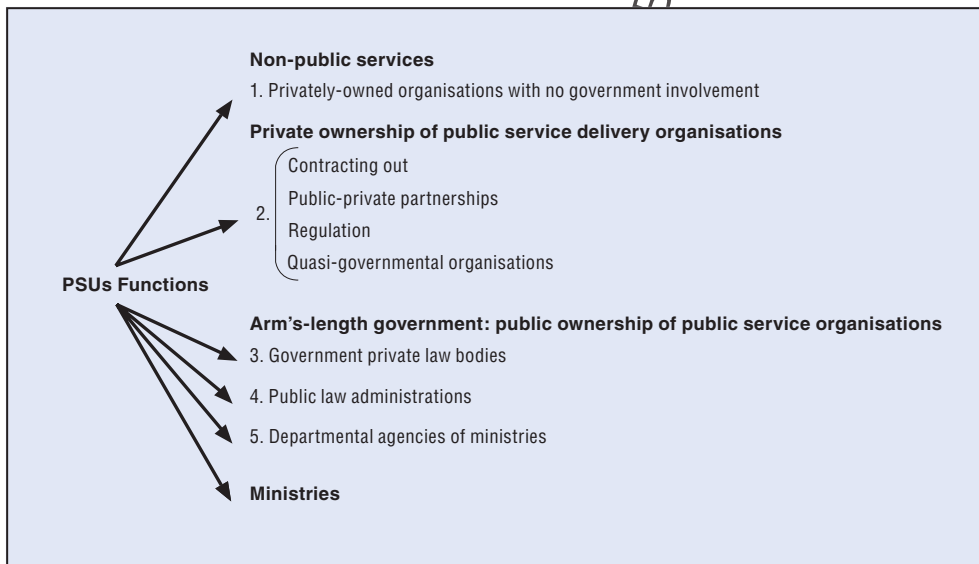 Non-public services
1. Privately-owned organisations with no government involvement
Private ownership of public service delivery organisations
2.
Contracting out
Public-private partnerships
Regulation
Quasi-governmental organisations
PSUs Functions
Arm's-length government: public ownership of public service organisations
3. Government private law bodies
4. Public law administrations
5. Departmental agencies of ministries
Ministries